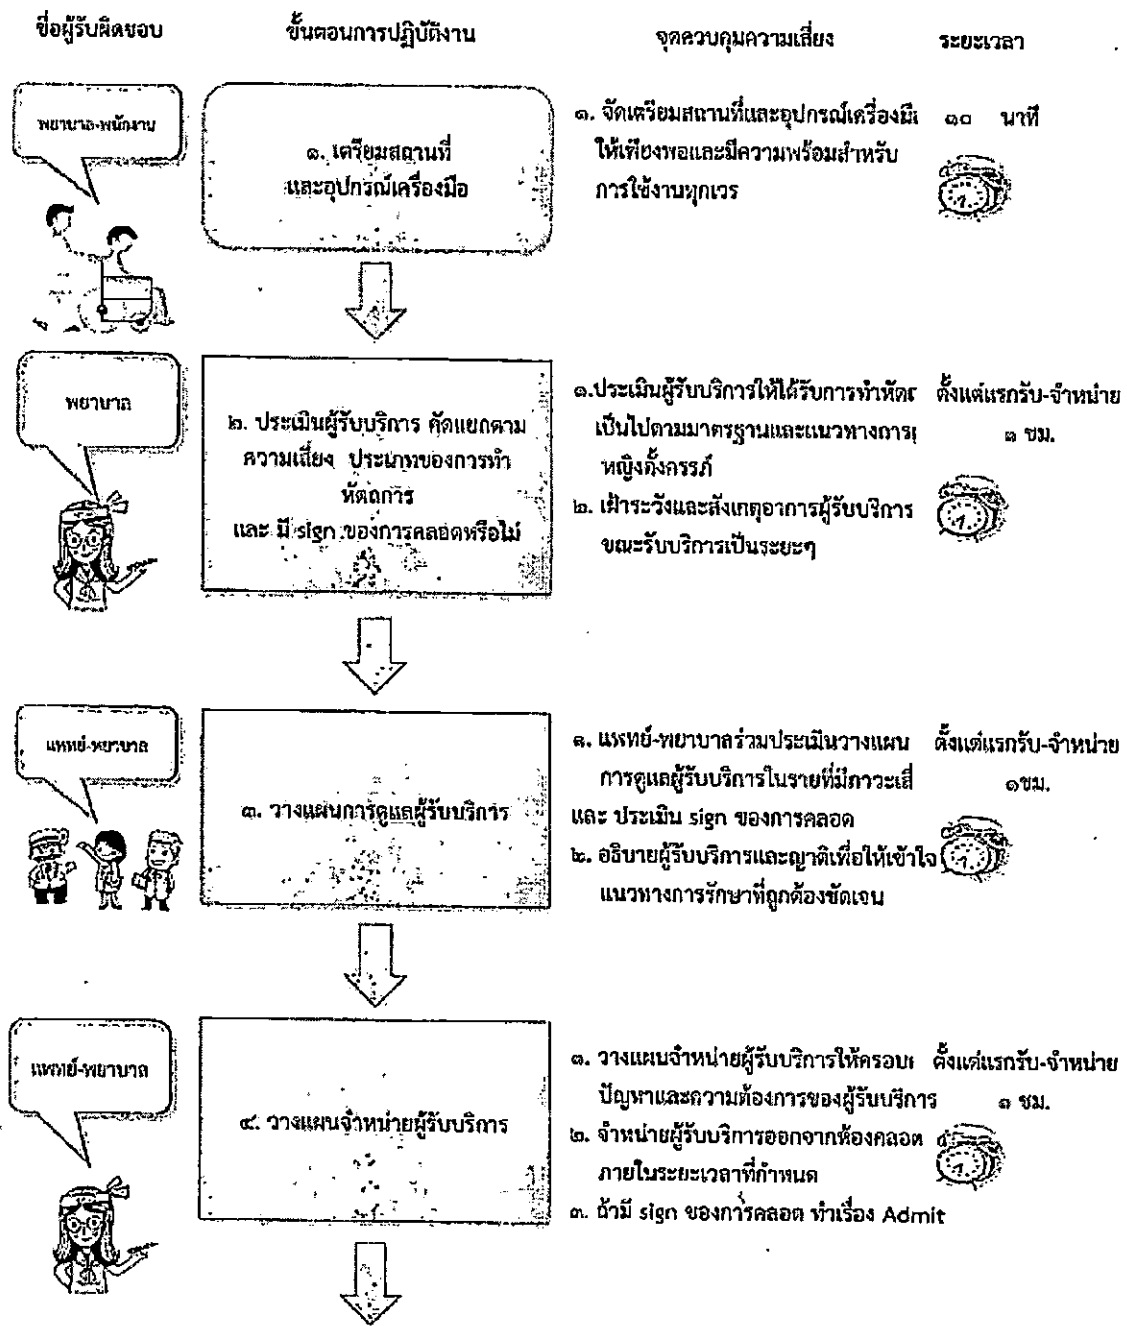 ชื่อผู้รับผิดชอบ
ขั้นตอนการปฏิบัติงาน
จุดควบคุมความเสี่ยง
ระยะเวลา
พยาบาล-พนักงาน
๑. เตรียมสถานที่
และอุปกรณ์เครื่องมือ
๑. จัดเตรียมสถานที่และอุปกรณ์เครื่องมือ
ให้เพียงพอและมีความพร้อมสำหรับ
การใช้งานทุกเวร
๑๐ นาที
พยาบาล
๒. ประเมินผู้รับบริการ คัดแยกตาม
ความเสี่ยง ประเภทของการทำ
หัตถการ
และ มี sign ของการคลอดหรือไม่
๑.ประเมินผู้รับบริการให้ได้รับการทำหัตถ
เป็นไปตามมาตรฐานและแนวทางการ
หญิงตั้งครรภ์
๒. เฝ้าระวังและสังเกตุอาการผู้รับบริการ
ขณะรับบริการเป็นระยะๆ
ตั้งแต่แรกรับ-จำหน่าย
๑ ชม.
แพทย์-พยาบาล
๓. วางแผนการดูแลผู้รับบริการ
๑. แพทย์-พยาบาลร่วมประเมินวางแผน
การดูแลผู้รับบริการในรายที่มีภาวะเสี่
และ ประเมิน sign ของการคลอด
๒. อธิบายผู้รับบริการและญาติเพื่อให้เข้าใจ
แนวทางการรักษาที่ถูกต้องชัดเจน
ตั้งแต่แรกรับ-จำหน่าย
๑ชม.
แพทย์-พยาบาล
๔. วางแผนจำหน่ายผู้รับบริการ
๑. วางแผนจำหน่ายผู้รับบริการให้ครอบ
ปัญหาและความต้องการของผู้รับบริการ
๒. จำหน่ายผู้รับบริการออกจากห้องคลอด
ภายในระยะเวลาที่กำหนด
๓. ถ้ามี sign ของการคลอด ทำเรื่อง Admit
ตั้งแต่แรกรับ-จำหน่าย
๑ ชม.